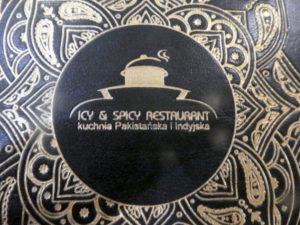 ICY & SPICY RESTAURANT
kuchnia Pakistańska i Indyjska